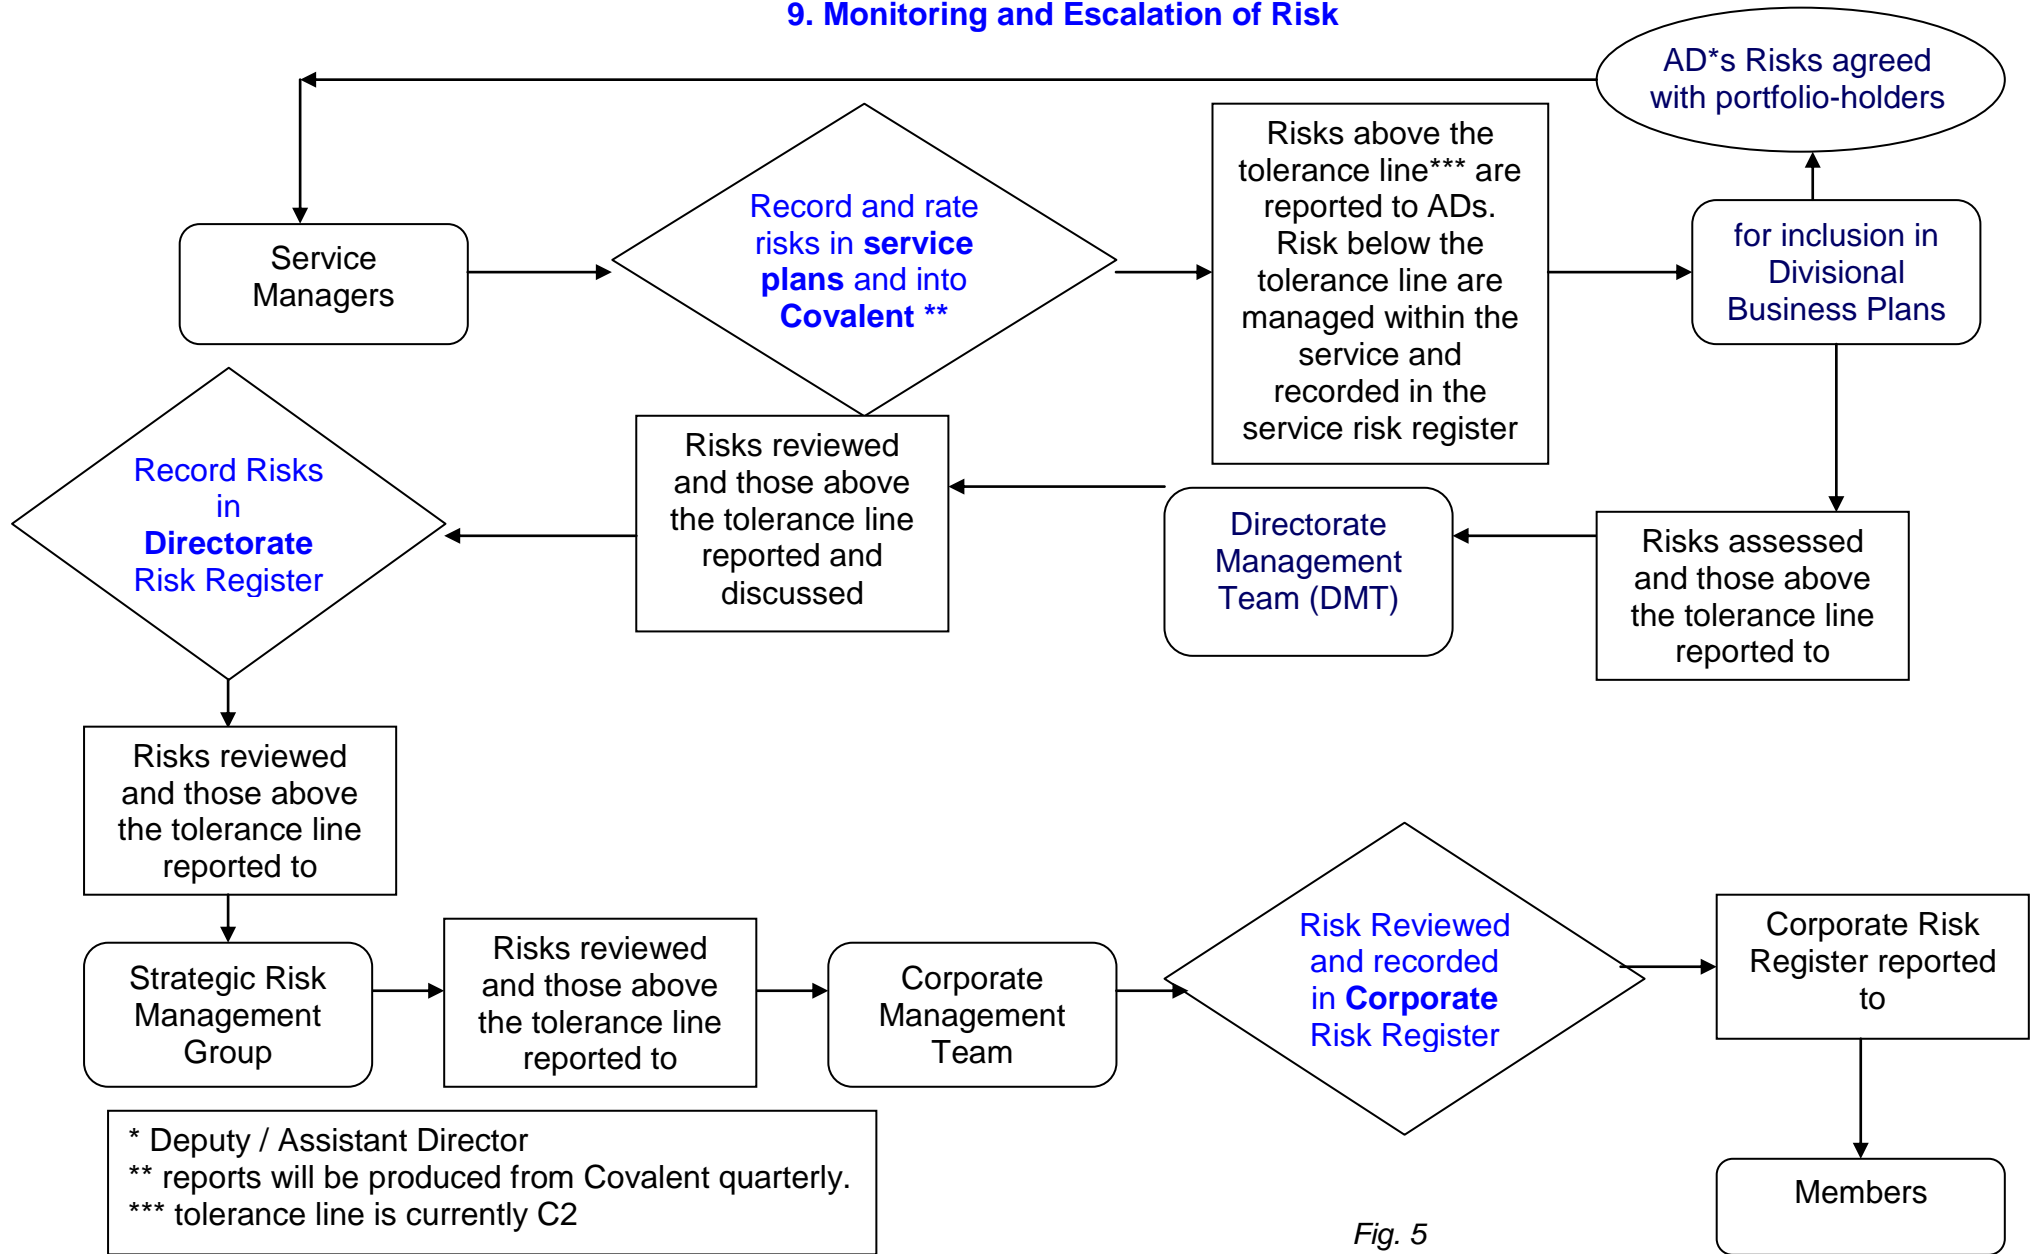 9. Monitoring and Escalation of Risk
AD*s Risks agreed
with portfolio-holders
Service
Managers
Record and rate
risks in service
plans and into
Covalent **
Risks above the
tolerance line*** are
reported to ADs.
Risk below the
tolerance line are
managed within the
service and
recorded in the
service risk register
for inclusion in
Divisional
Business Plans
Record Risks
in
Directorate
Risk Register
Risks reviewed
and those above
the tolerance line
reported and
discussed
Directorate
Management
Team (DMT)
Risks assessed
and those above
the tolerance line
reported to
Risks reviewed
and those above
the tolerance line
reported to
Strategic Risk
Management
Group
Risks reviewed
and those above
the tolerance line
reported to
Corporate
Management
Team
Risk Reviewed
and recorded
in Corporate
Risk Register
Corporate Risk
Register reported
to
Members
* Deputy / Assistant Director
** reports will be produced from Covalent quarterly.
*** tolerance line is currently C2
Fig. 5